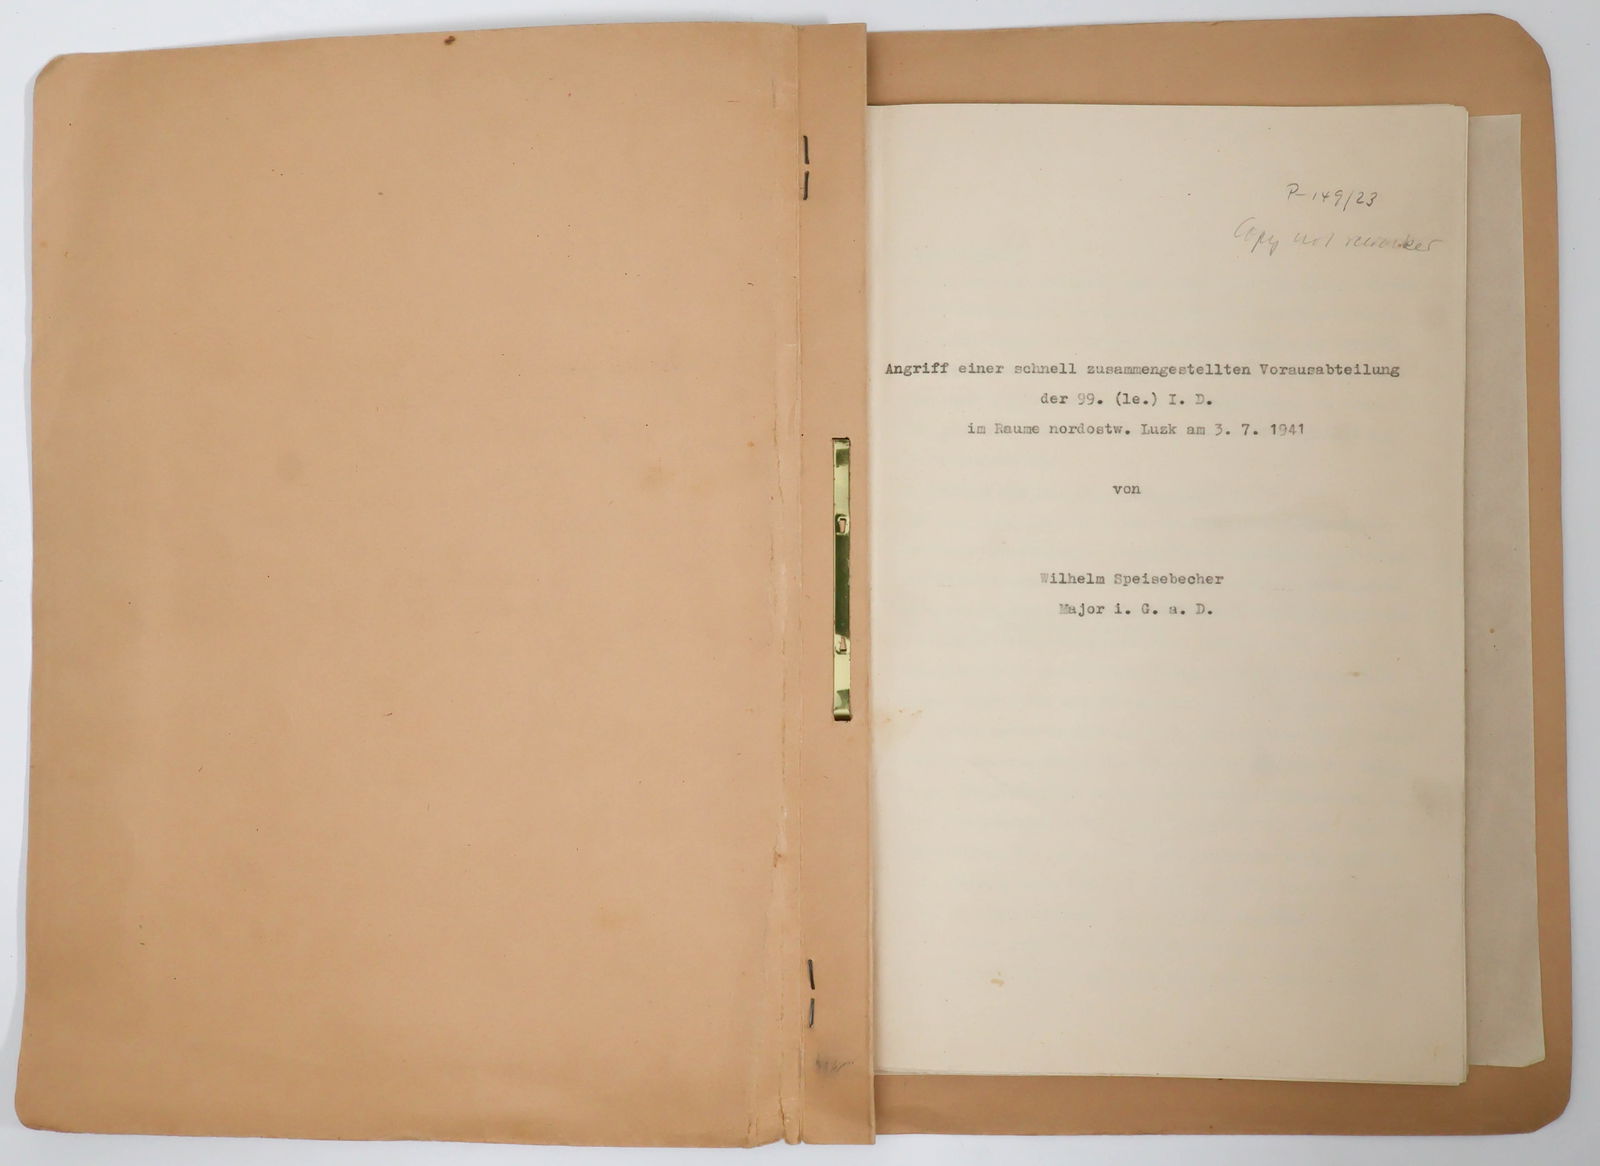 P-149/23
Copy not
Angriff einer schnell zusammengestellten Vorausabteilung
der 99. (le.) I. D.
im Raume nordostw. Luzk am 3. 7. 1941
von
Wilhelm Speisebecher
Major i. G. a. D.